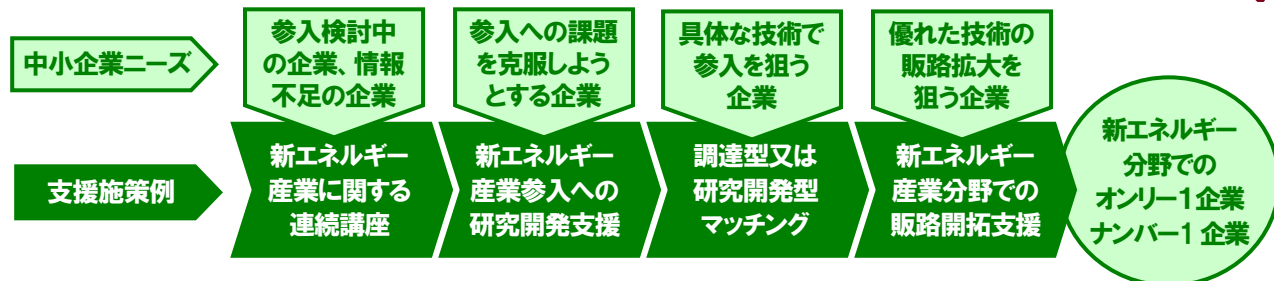 中小企業ニーズ
参入検討中
の企業、情報
不足の企業
参入への課題
を克服しよう
とする企業
具体な技術で
参入を狙う
企業
優れた技術の
販路拡大を
狙う企業
支援施策例
新エネルギー
産業に関する
連続講座
新エネルギー
産業参入への
研究開発支援
調達型又は
研究開発型
マッチング
新エネルギー
産業分野での
販路開拓支援
新エネルギー
分野での
オンリー1企業
ナンバー1 企業